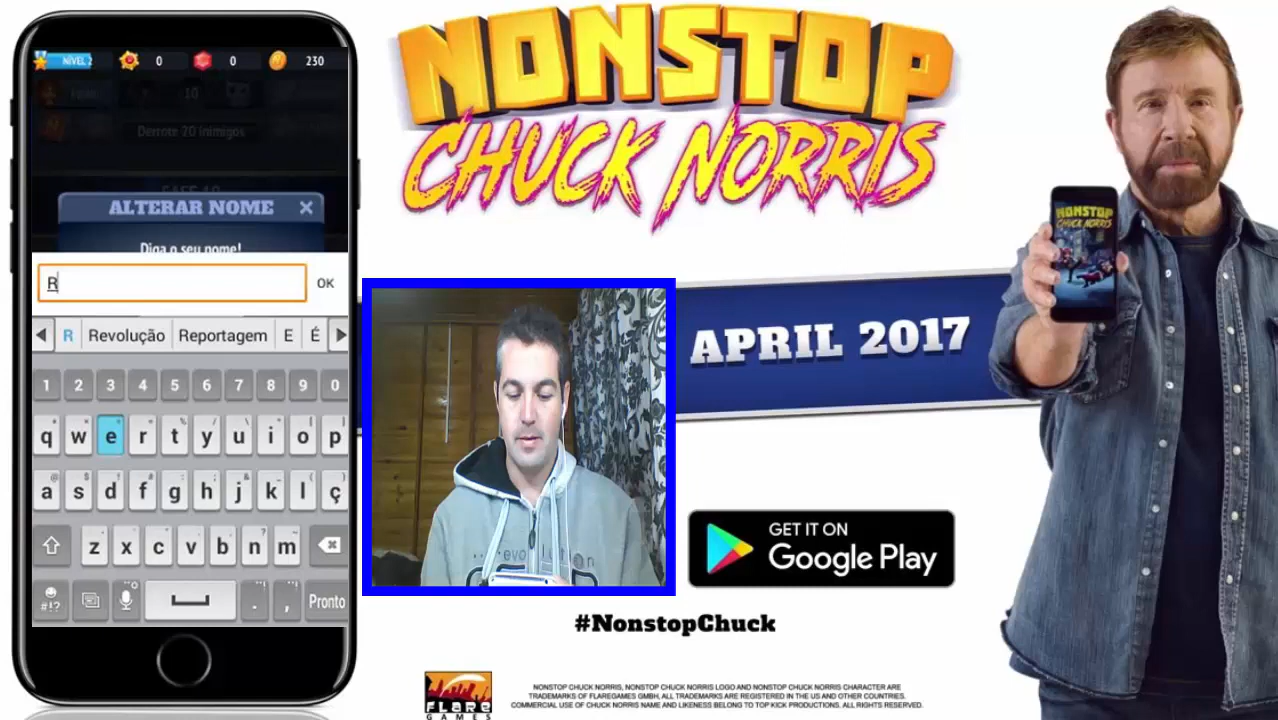 NÍVEL 2
0
0
230
10
Derrote 20 inimigos
ALTERAR NOME
Diga o seu nome!
R
OK
R Revolução Reportagem E É
1 2 3 4 5 6 7 8 9 0
q w e r t y u i o p
a s d f g h j k l ç
z x c v b n m
#!? . , Pronto
NONSTOP
CHUCK NORRIS
NONSTOP
CHUCK NORRIS
APRIL 2017
...evolution
GET IT ON
Google Play
#NonstopChuck
FLARE
GAMES
NONSTOP CHUCK NORRIS, NONSTOP CHUCK NORRIS LOGO AND NONSTOP CHUCK NORRIS CHARACTER ARE
TRADEMARKS OF FLAREGAMES GMBH, ALL TRADEMARKS ARE REGISTERED IN THE US AND OTHER COUNTRIES.
COMMERCIAL USE OF CHUCK NORRIS NAME AND LIKENESS BELONG TO TOP KICK PRODUCTIONS. ALL RIGHTS RESERVED.